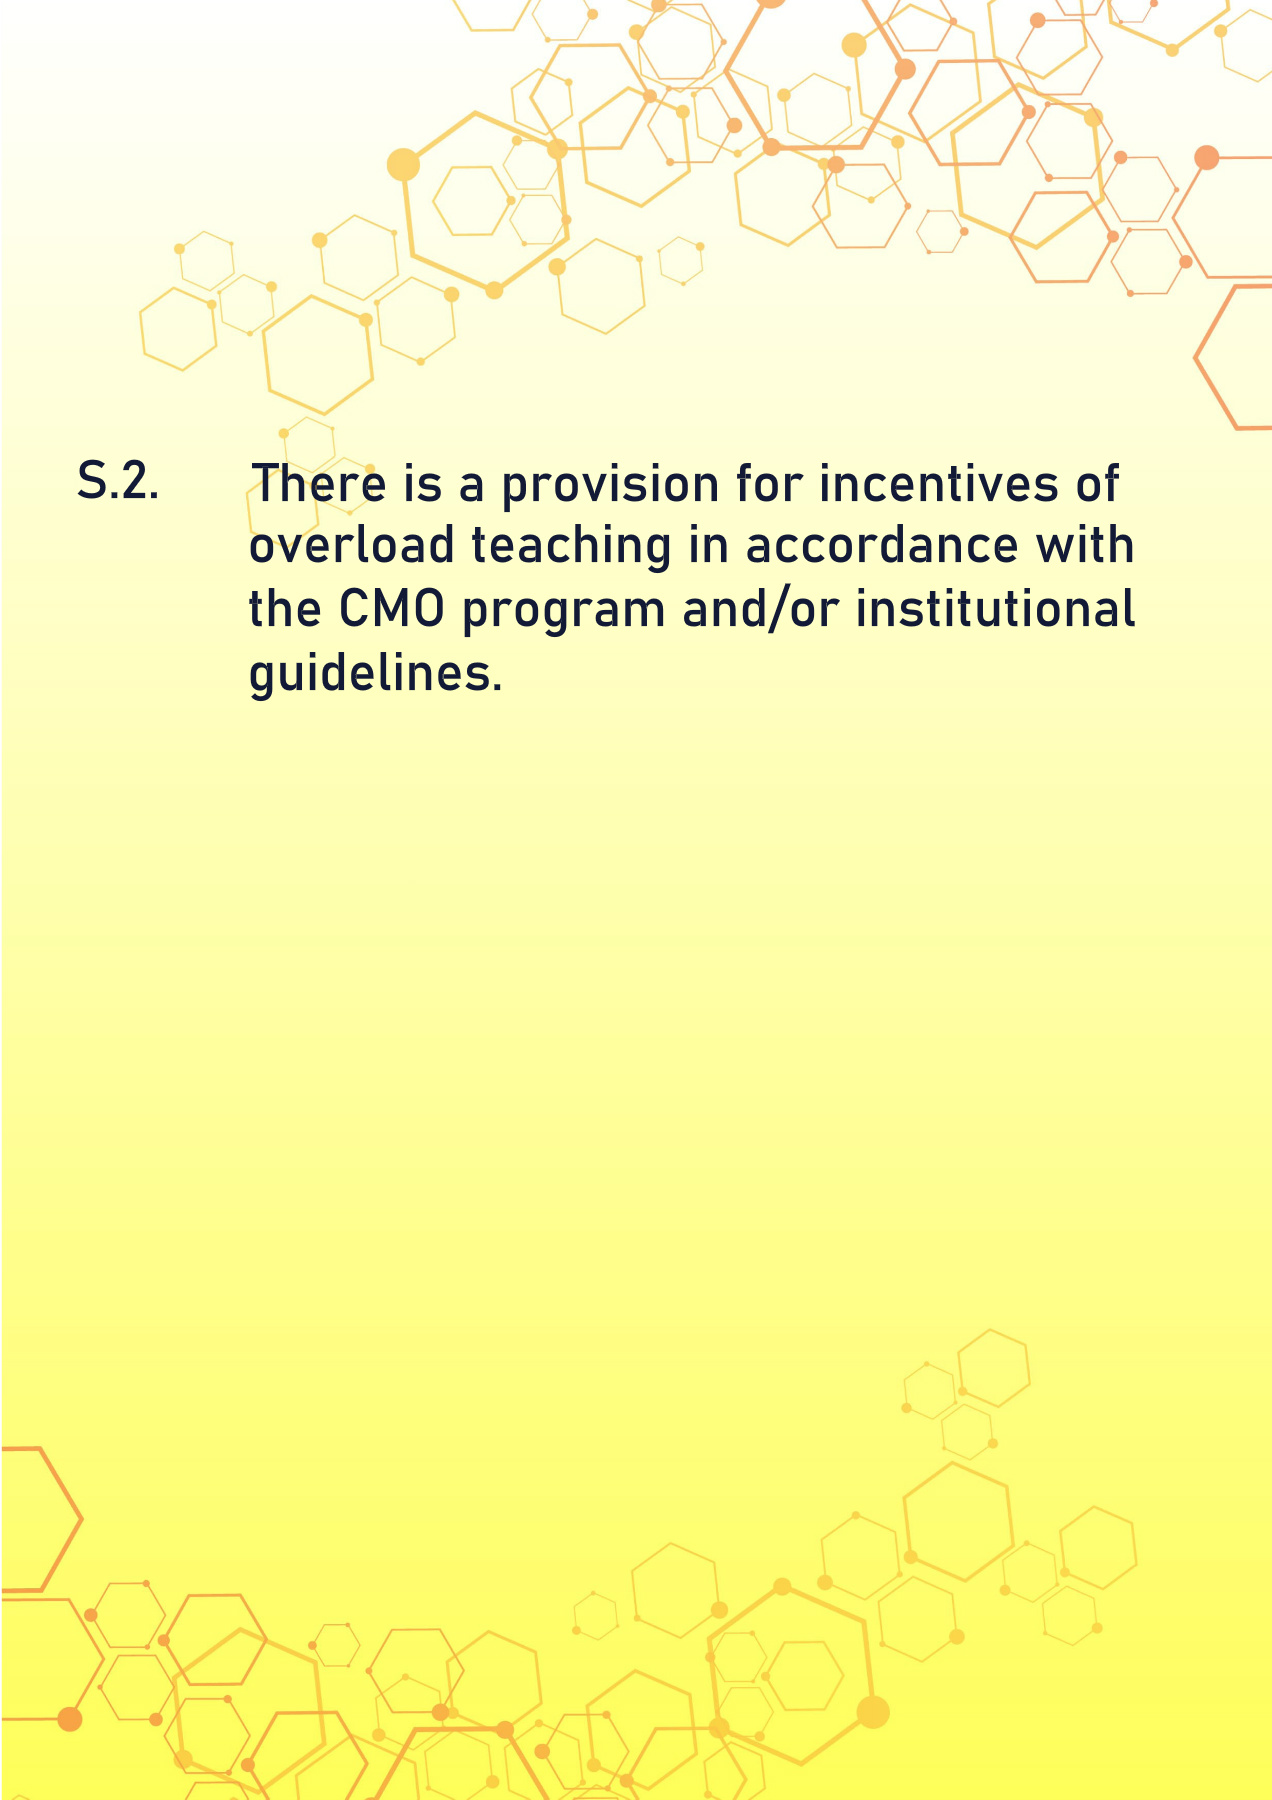 S.2. There is a provision for incentives of
overload teaching in accordance with
the CMO program and/or institutional
guidelines.